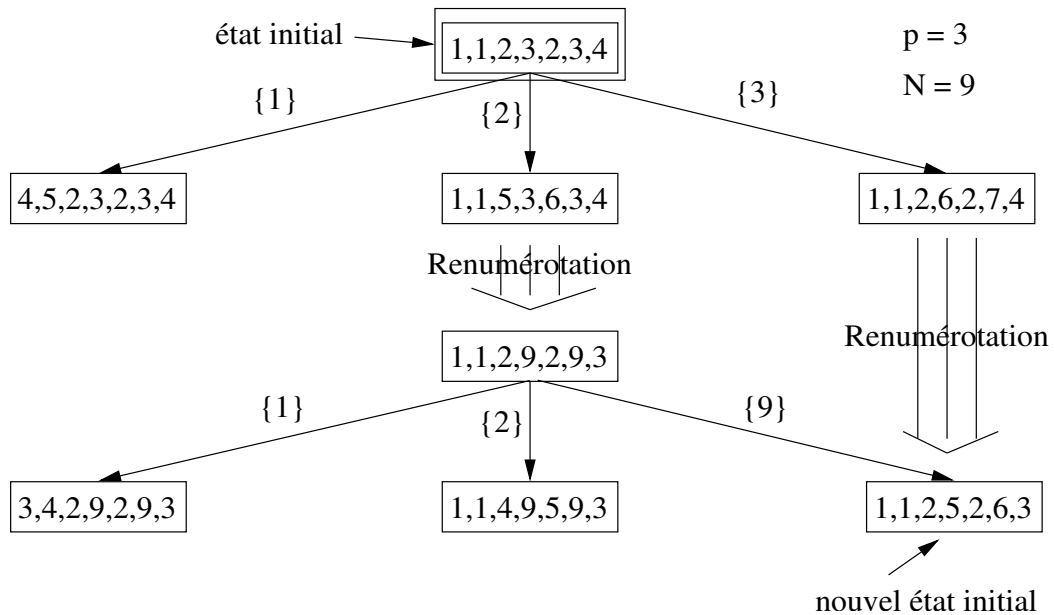 état initial
1,1,2,3,2,3,4
p = 3
N = 9
{1}
{2}
{3}
4,5,2,3,2,3,4
1,1,5,3,6,3,4
1,1,2,6,2,7,4
Renumérotation
Renumérotation
1,1,2,9,2,9,3
{1}
{2}
{9}
3,4,2,9,2,9,3
1,1,4,9,5,9,3
1,1,2,5,2,6,3
nouvel état initial